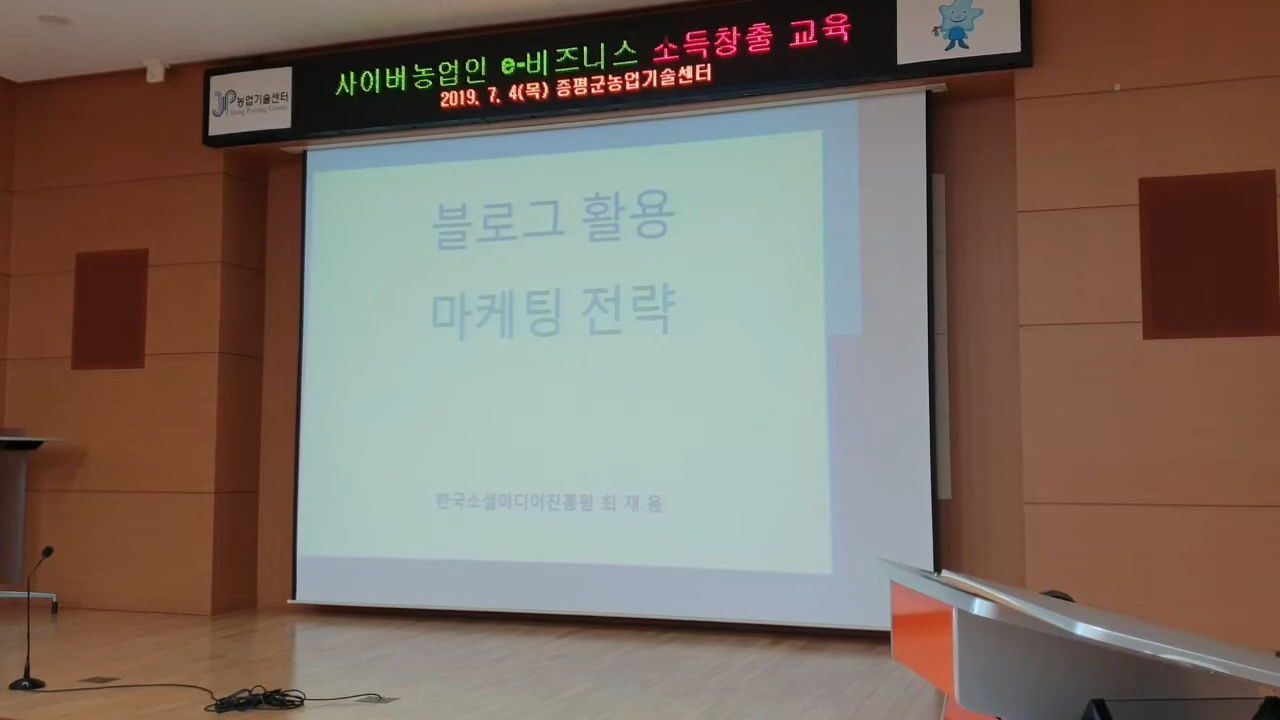 사이버농업인 e-비즈니스 소득창출 교육
2019. 7. 4(목) 증평군농업기술센터
JP농업기술센터
블로그 활용
마케팅 전략
한국소셜미디어진흥원 최 재 용